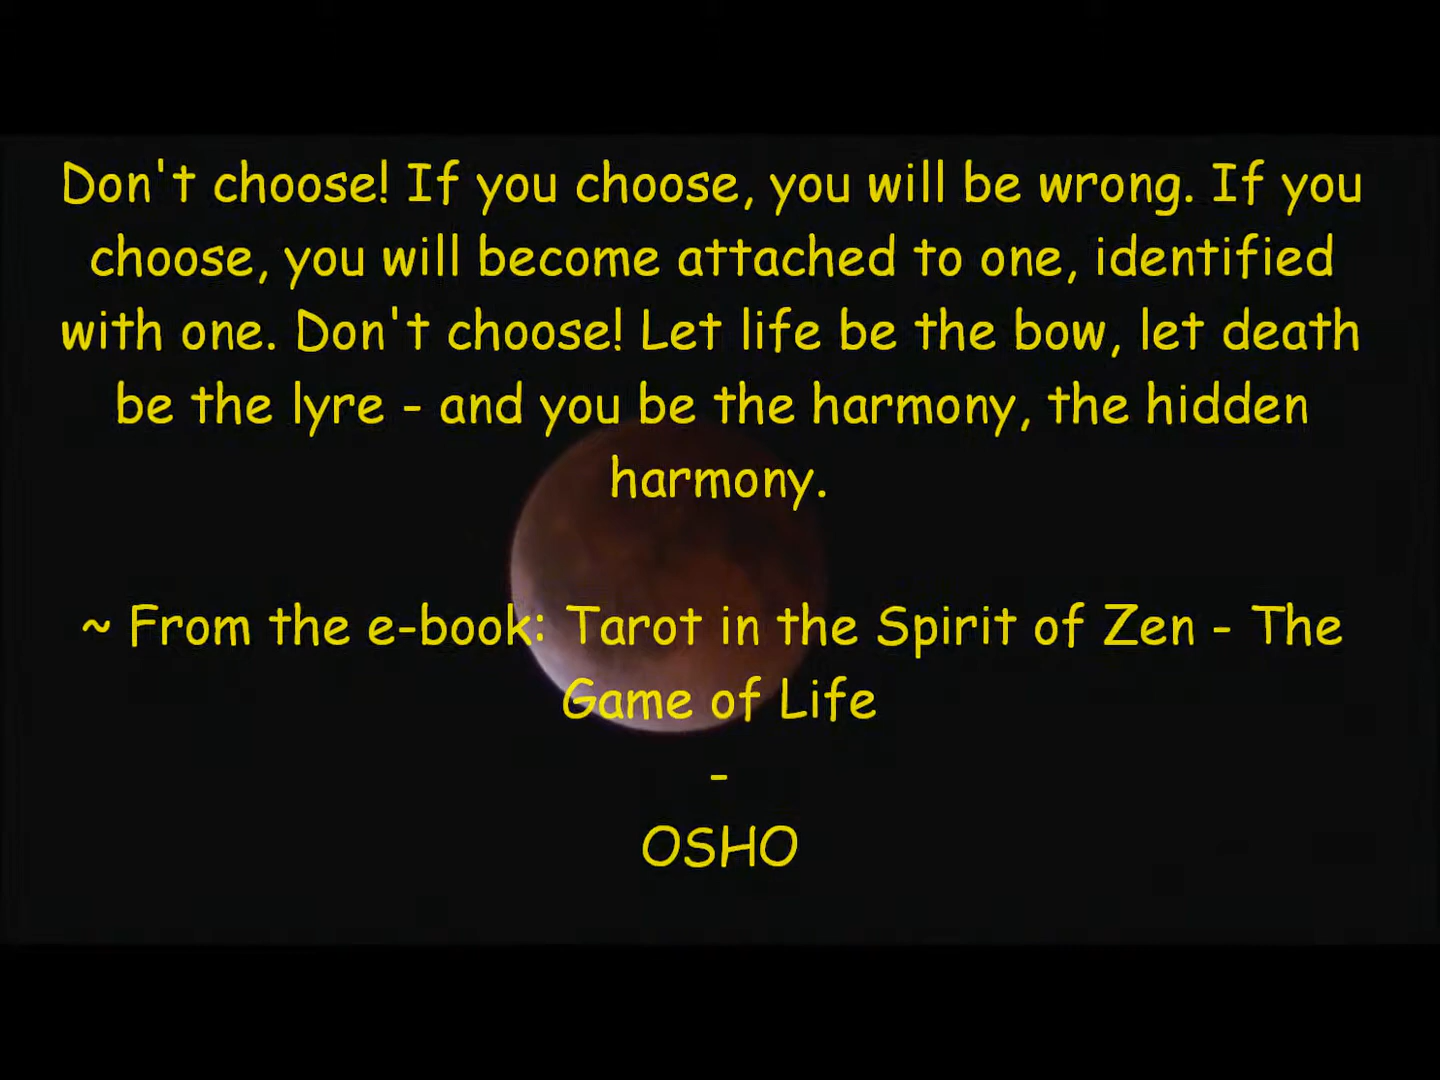 Don't choose! If you choose, you will be wrong. If you
choose, you will become attached to one, identified
with one. Don't choose! Let life be the bow, let death
be the lyre - and you be the harmony, the hidden
harmony.
~ From the e-book: Tarot in the Spirit of Zen - The
Game of Life
-
OSHO